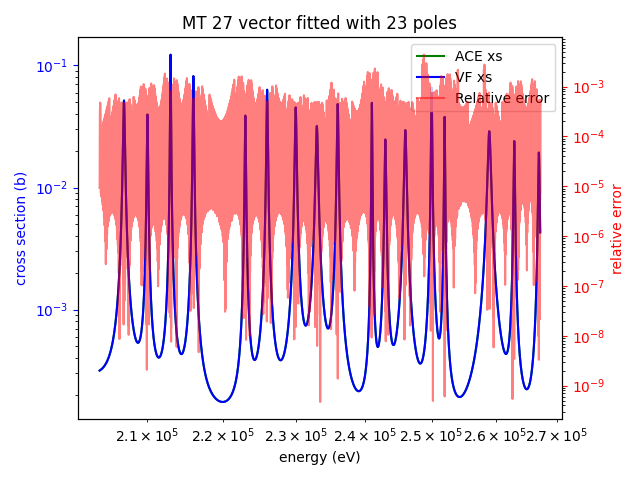 MT 27 vector fitted with 23 poles
ACE xs
VF xs
Relative error
cross section (b)
10⁻¹
10⁻²
10⁻³
relative error
10⁻³
10⁻⁴
10⁻⁵
10⁻⁶
10⁻⁷
10⁻⁸
10⁻⁹
2.1 × 10⁵ 2.2 × 10⁵ 2.3 × 10⁵ 2.4 × 10⁵ 2.5 × 10⁵ 2.6 × 10⁵ 2.7 × 10⁵
energy (eV)